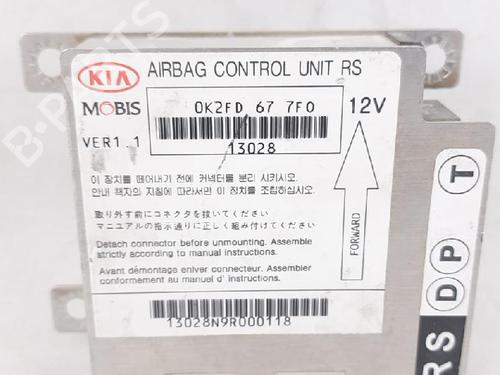 KIA
AIRBAG CONTROL UNIT RS
MOBIS
0K2FD 67 7F0
12V
VER1.1
13028
이 장치를 떼어내기 전에 커넥터를 분리 시키시오.
안내 책자의 지침에 따라서만 이 장치를 조립하십시오.
取り外す前にコネクタを抜いてください
マニュアルの指示通りに正しく組み付けてください
Detach connector before unmounting. Assemble
strictly according to manual instructions.
Avant démontage enlver connecteur. Assembler
conformement au manuel d' instructions.
13028N9R000118
FORWARD
T
P
D
S
R
B-PARTS